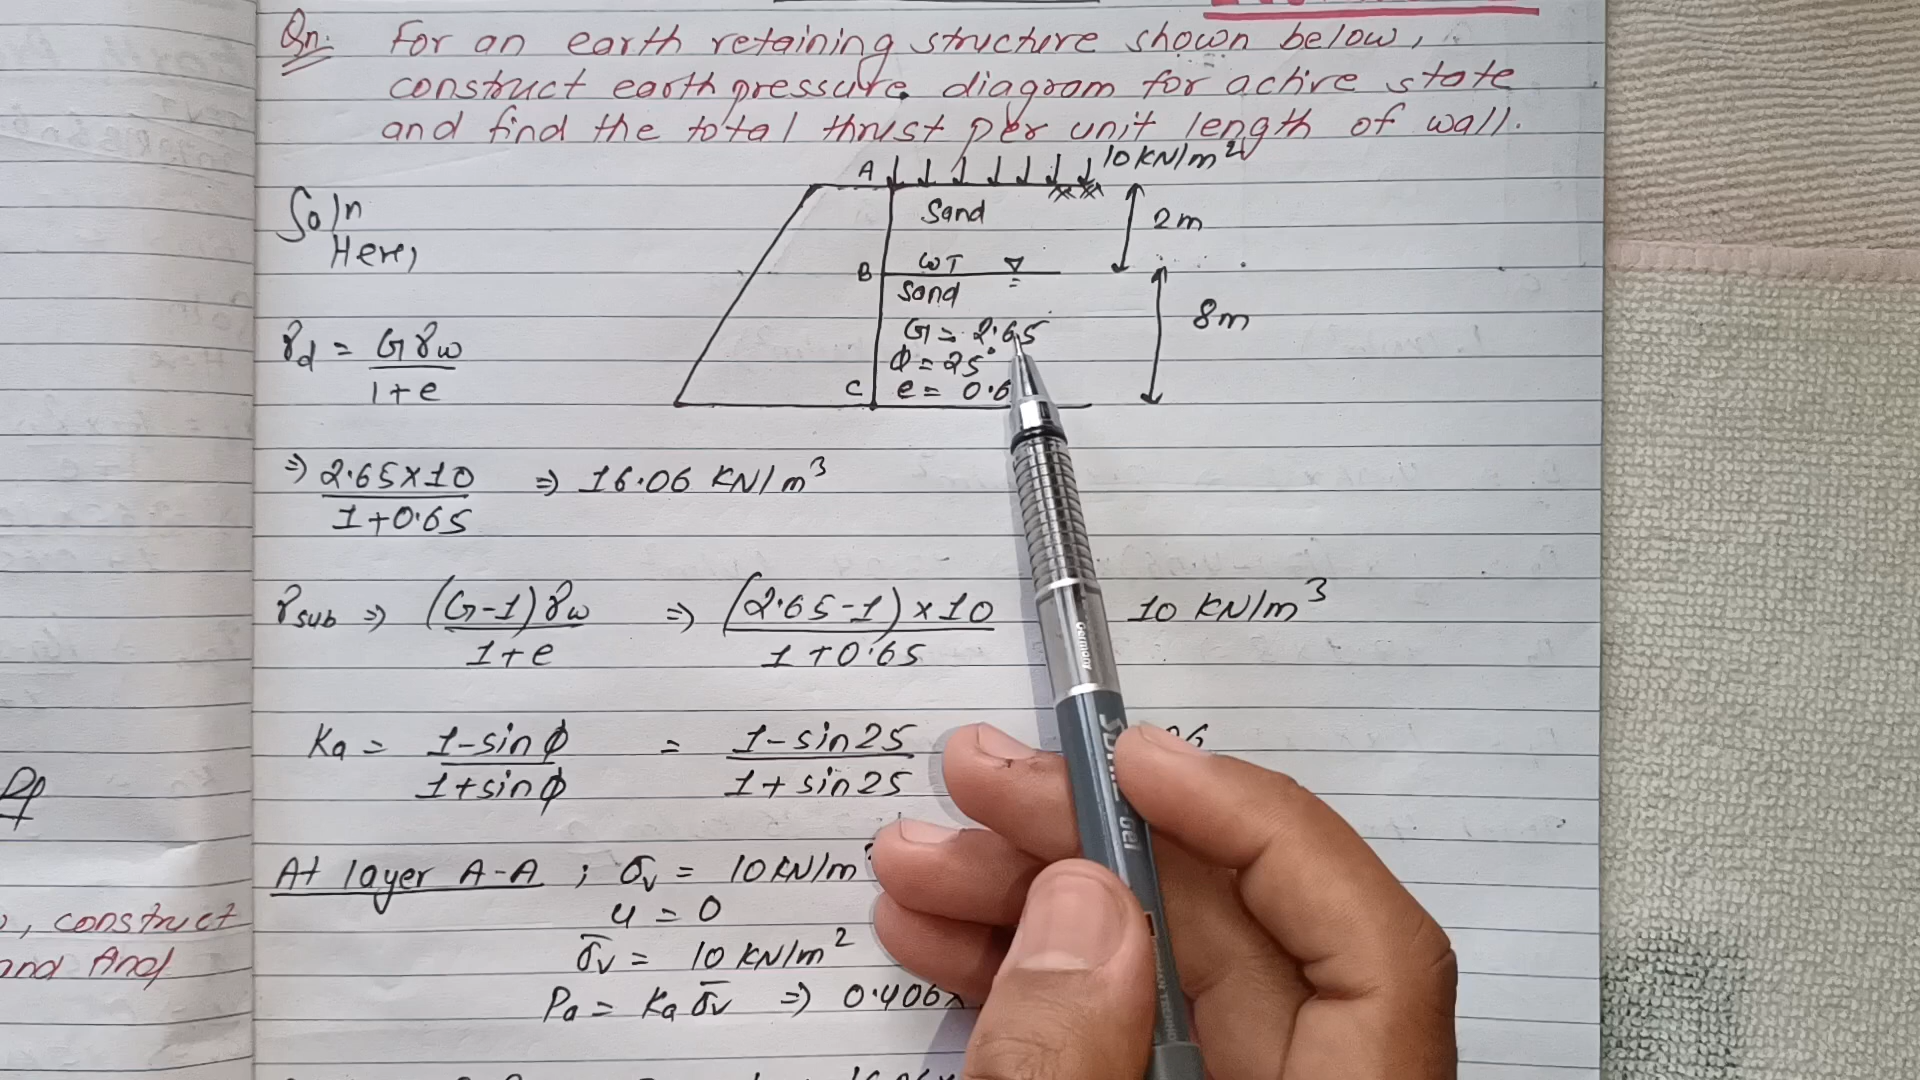 Qn. For an earth retaining structure shown below,
construct earth pressure diagram for active state
and find the total thrust per unit length of wall.
A 10 KN/m²
Soln
Here,
Sand
2m
B WT
Sand
8m
G = 2.65
ϕ = 25°
C e = 0.6
γd = Gγw / 1+e
⇒ 2.65×10 / 1+0.65 ⇒ 16.06 KN/m³
γsub ⇒ (G-1)γw / 1+e ⇒ (2.65-1)×10 / 1+0.65 10 KN/m³
Ka = 1-sinϕ / 1+sinϕ = 1-sin25 / 1+sin25
At layer A-A ; σv = 10 KN/m
u = 0
σ̅v = 10 KN/m²
Pa = Ka σ̅v ⇒ 0.406×
, construct
and find
Germany